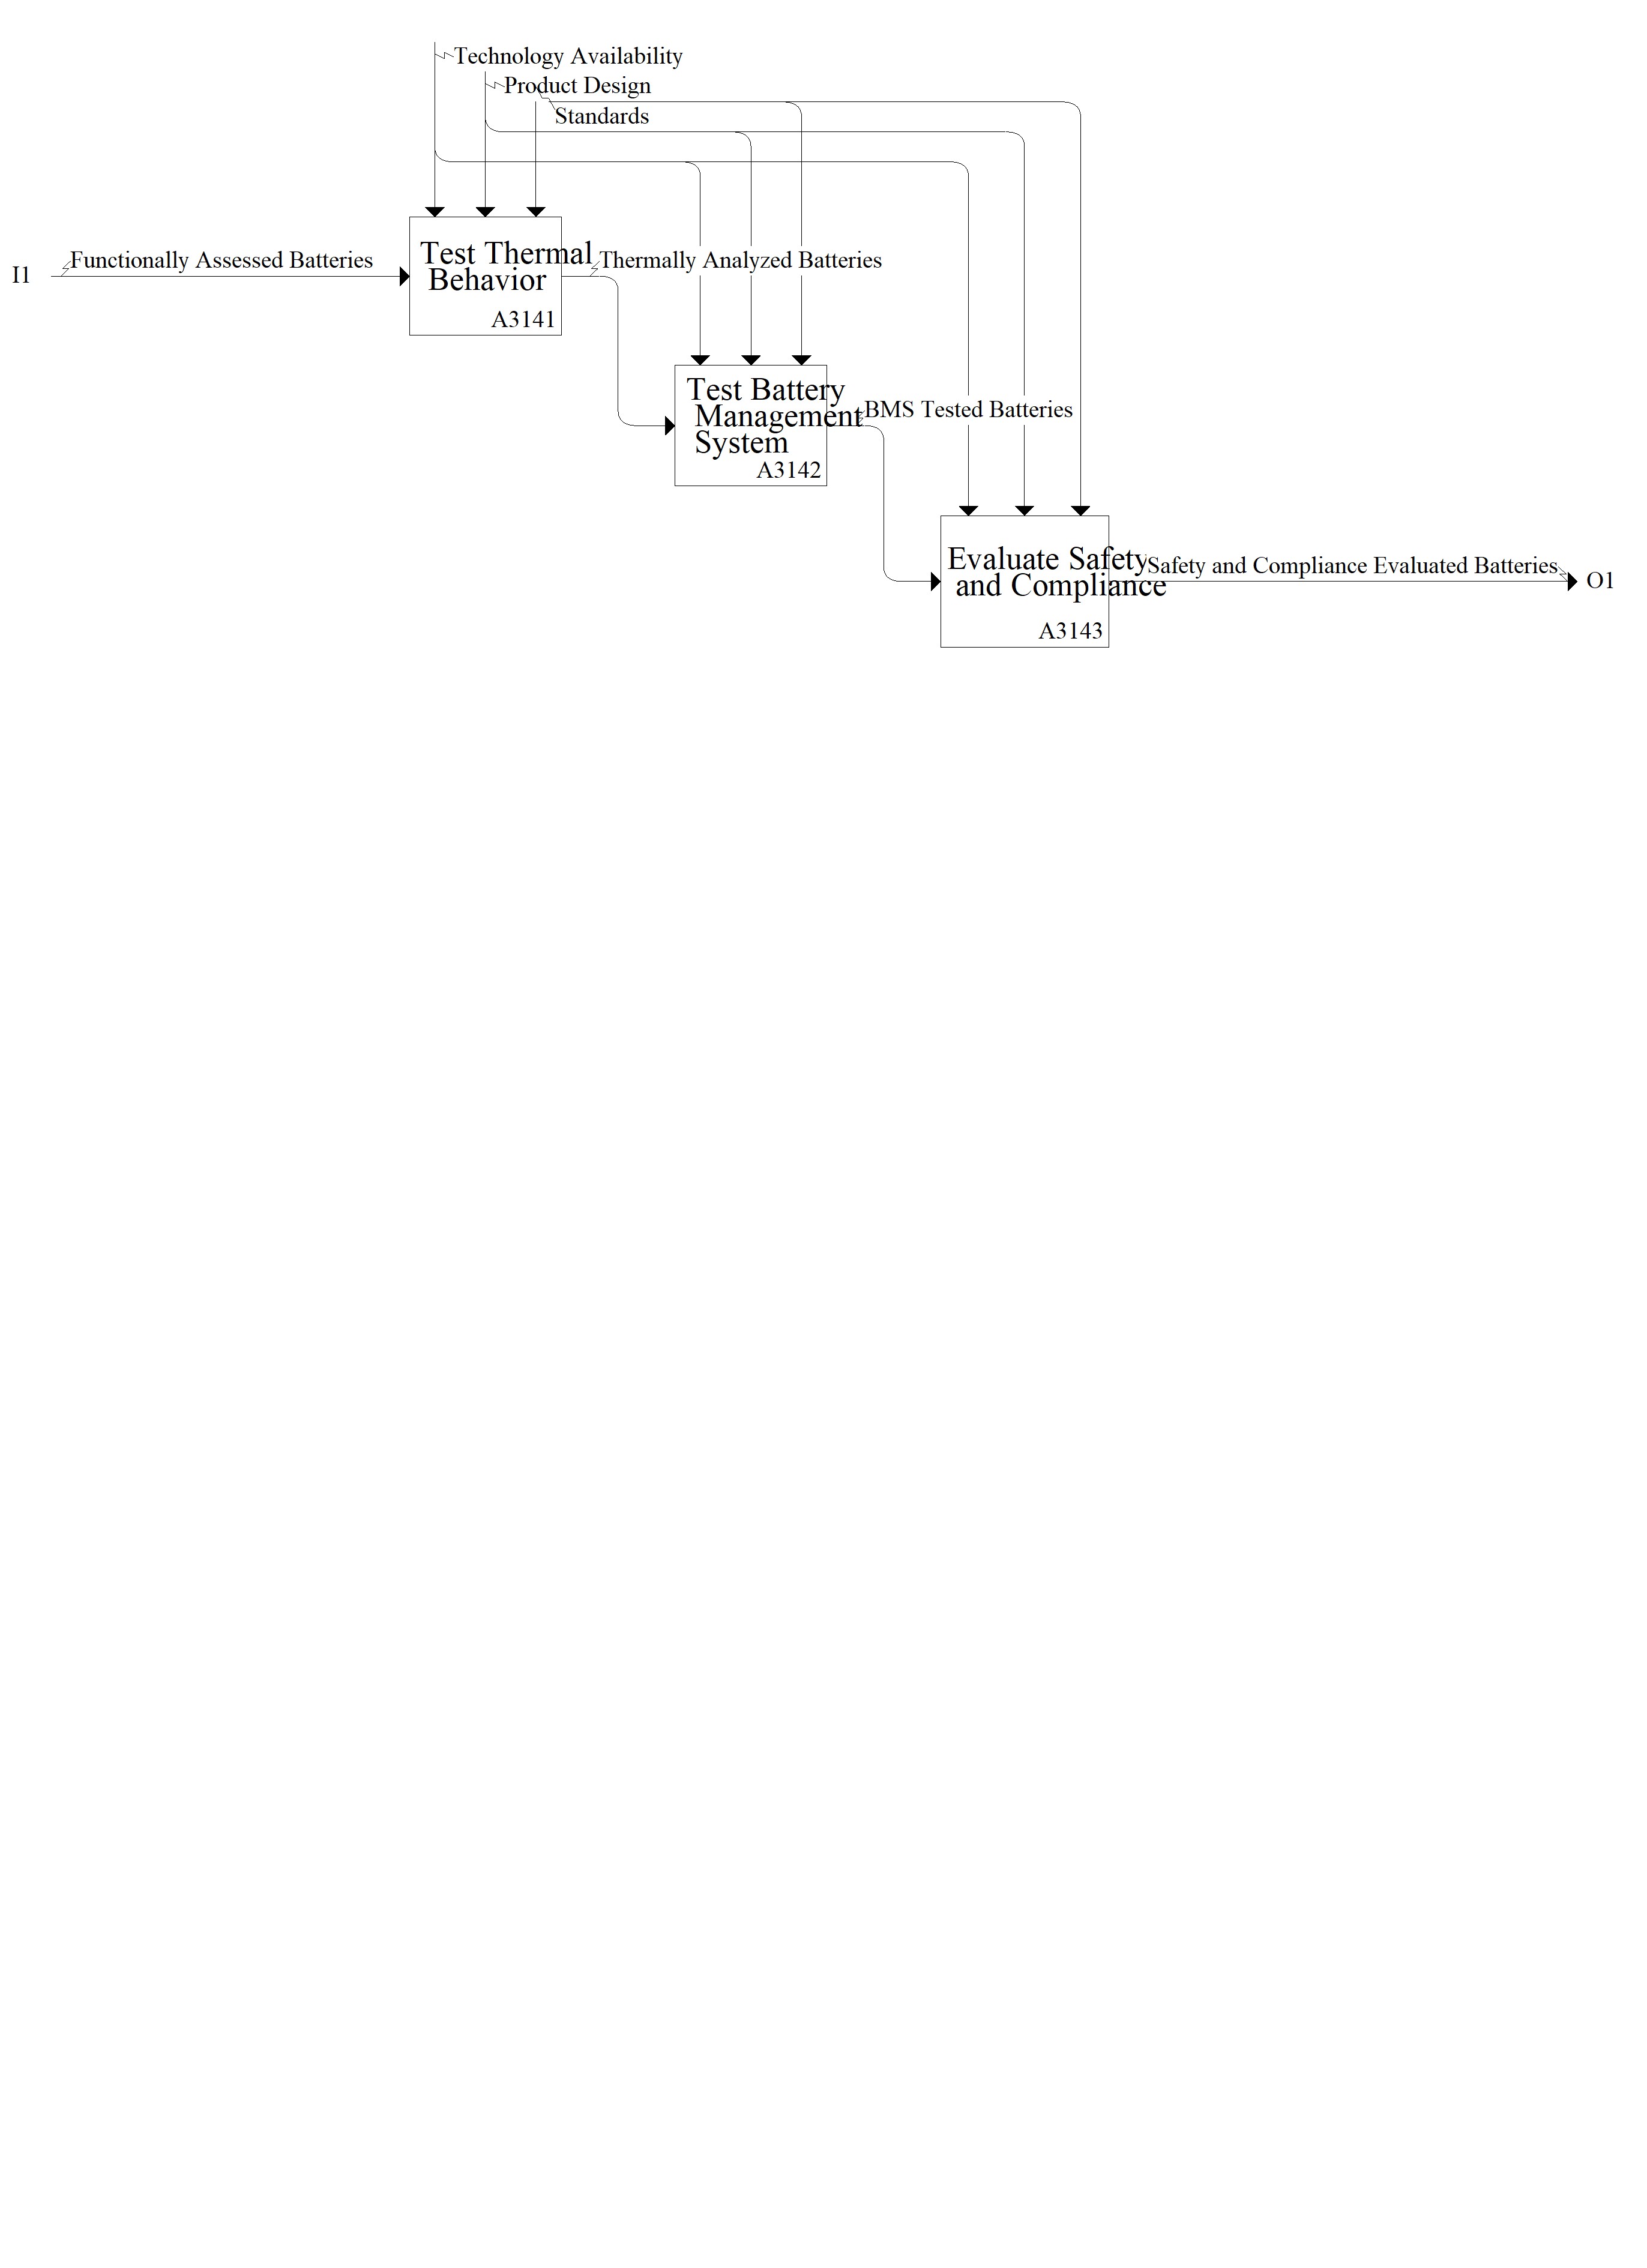 Technology Availability
Product Design
Standards
I1
Functionally Assessed Batteries
Test Thermal
Behavior
A3141
Thermally Analyzed Batteries
Test Battery
Management
System
A3142
BMS Tested Batteries
Evaluate Safety
and Compliance
A3143
Safety and Compliance Evaluated Batteries
O1